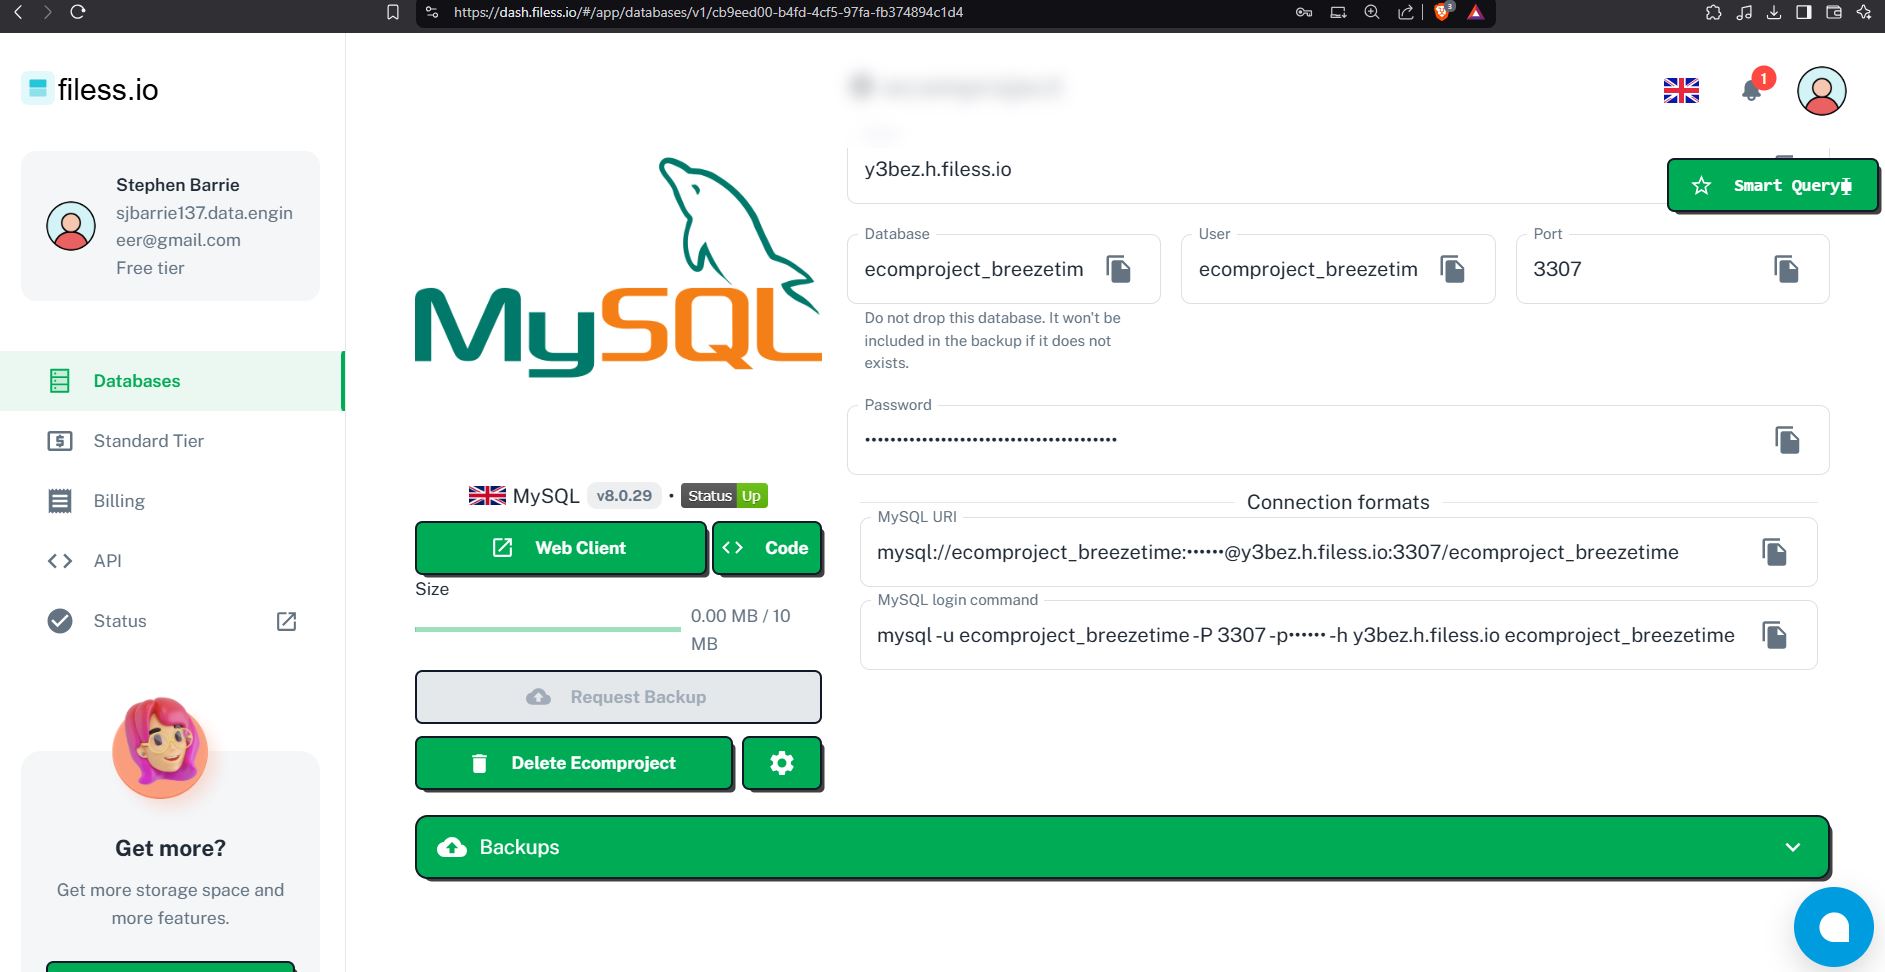 https://dash.filess.io/#/app/databases/v1/cb9eed00-b4fd-4cf5-97fa-fb374894c1d4
3
filess.io
Stephen Barrie
sjbarrie137.data.engin
eer@gmail.com
Free tier
Databases
Standard Tier
Billing
API
Status
Get more?
Get more storage space and
more features.
1
MySQL
MySQL v8.0.29 • Status Up
Web Client
Code
Size
0.00 MB / 10
MB
Request Backup
Delete Ecomproject
y3bez.h.filess.io
Smart Query
Database
ecomproject_breezetim
User
ecomproject_breezetim
Port
3307
Do not drop this database. It won't be
included in the backup if it does not
exists.
Password
••••••••••••••••••••••••••••••••••••••••
Connection formats
MySQL URI
mysql://ecomproject_breezetime:••••••@y3bez.h.filess.io:3307/ecomproject_breezetime
MySQL login command
mysql -u ecomproject_breezetime -P 3307 -p•••••• -h y3bez.h.filess.io ecomproject_breezetime
Backups